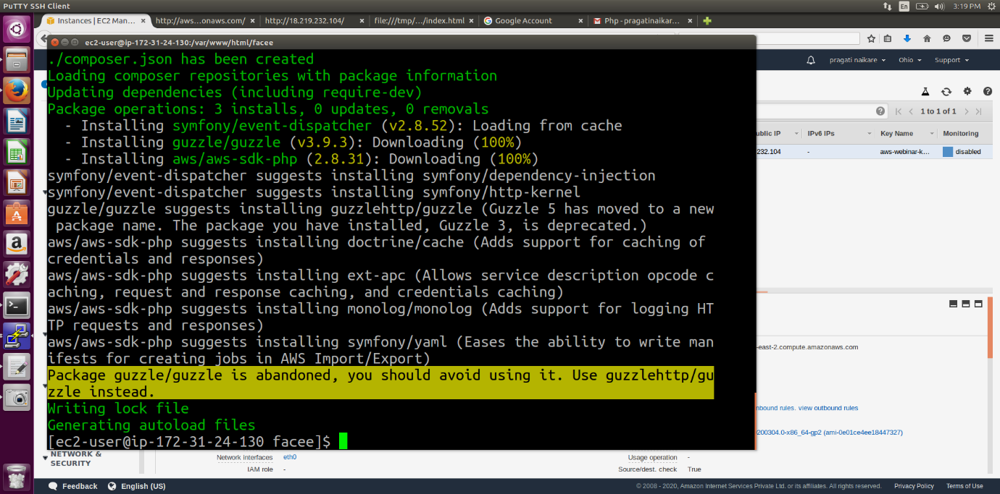 PuTTY SSH Client
En
3:19 PM
Instances | EC2 Man...
http://aws...onaws.com/
http://18.219.232.104/
file:///tmp/.../index.html
Google Account
Php - pragatinaikar...
ec2-user@ip-172-31-24-130:/var/www/html/facee
pragati naikare
Ohio
Support
./composer.json has been created
Loading composer repositories with package information
Updating dependencies (including require-dev)
Package operations: 3 installs, 0 updates, 0 removals
- Installing symfony/event-dispatcher (v2.8.52): Loading from cache
- Installing guzzle/guzzle (v3.9.3): Downloading (100%)
- Installing aws/aws-sdk-php (2.8.31): Downloading (100%)
symfony/event-dispatcher suggests installing symfony/dependency-injection
symfony/event-dispatcher suggests installing symfony/http-kernel
guzzle/guzzle suggests installing guzzlehttp/guzzle (Guzzle 5 has moved to a new
package name. The package you have installed, Guzzle 3, is deprecated.)
aws/aws-sdk-php suggests installing doctrine/cache (Adds support for caching of
credentials and responses)
aws/aws-sdk-php suggests installing ext-apc (Allows service description opcode c
aching, request and response caching, and credentials caching)
aws/aws-sdk-php suggests installing monolog/monolog (Adds support for logging HT
TP requests and responses)
aws/aws-sdk-php suggests installing symfony/yaml (Eases the ability to write man
ifests for creating jobs in AWS Import/Export)
Package guzzle/guzzle is abandoned, you should avoid using it. Use guzzlehttp/gu
zzle instead.
Writing lock file
Generating autoload files
[ec2-user@ip-172-31-24-130 facee]$
1 to 1 of 1
ublic IP
IPv6 IPs
Key Name
Monitoring
.232.104
-
aws-webinar-k...
disabled
-east-2.compute.amazonaws.com
nbound rules. view outbound rules
200304.0-x86_64-gp2 (ami-0e01ce4ee18447327)
NETWORK &
SECURITY
Network interfaces eth0
Usage operation -
IAM role -
Source/dest. check True
Feedback
English (US)
© 2008 - 2020, Amazon Internet Services Private Ltd. or its affiliates. All rights reserved.
Privacy Policy
Terms of Use